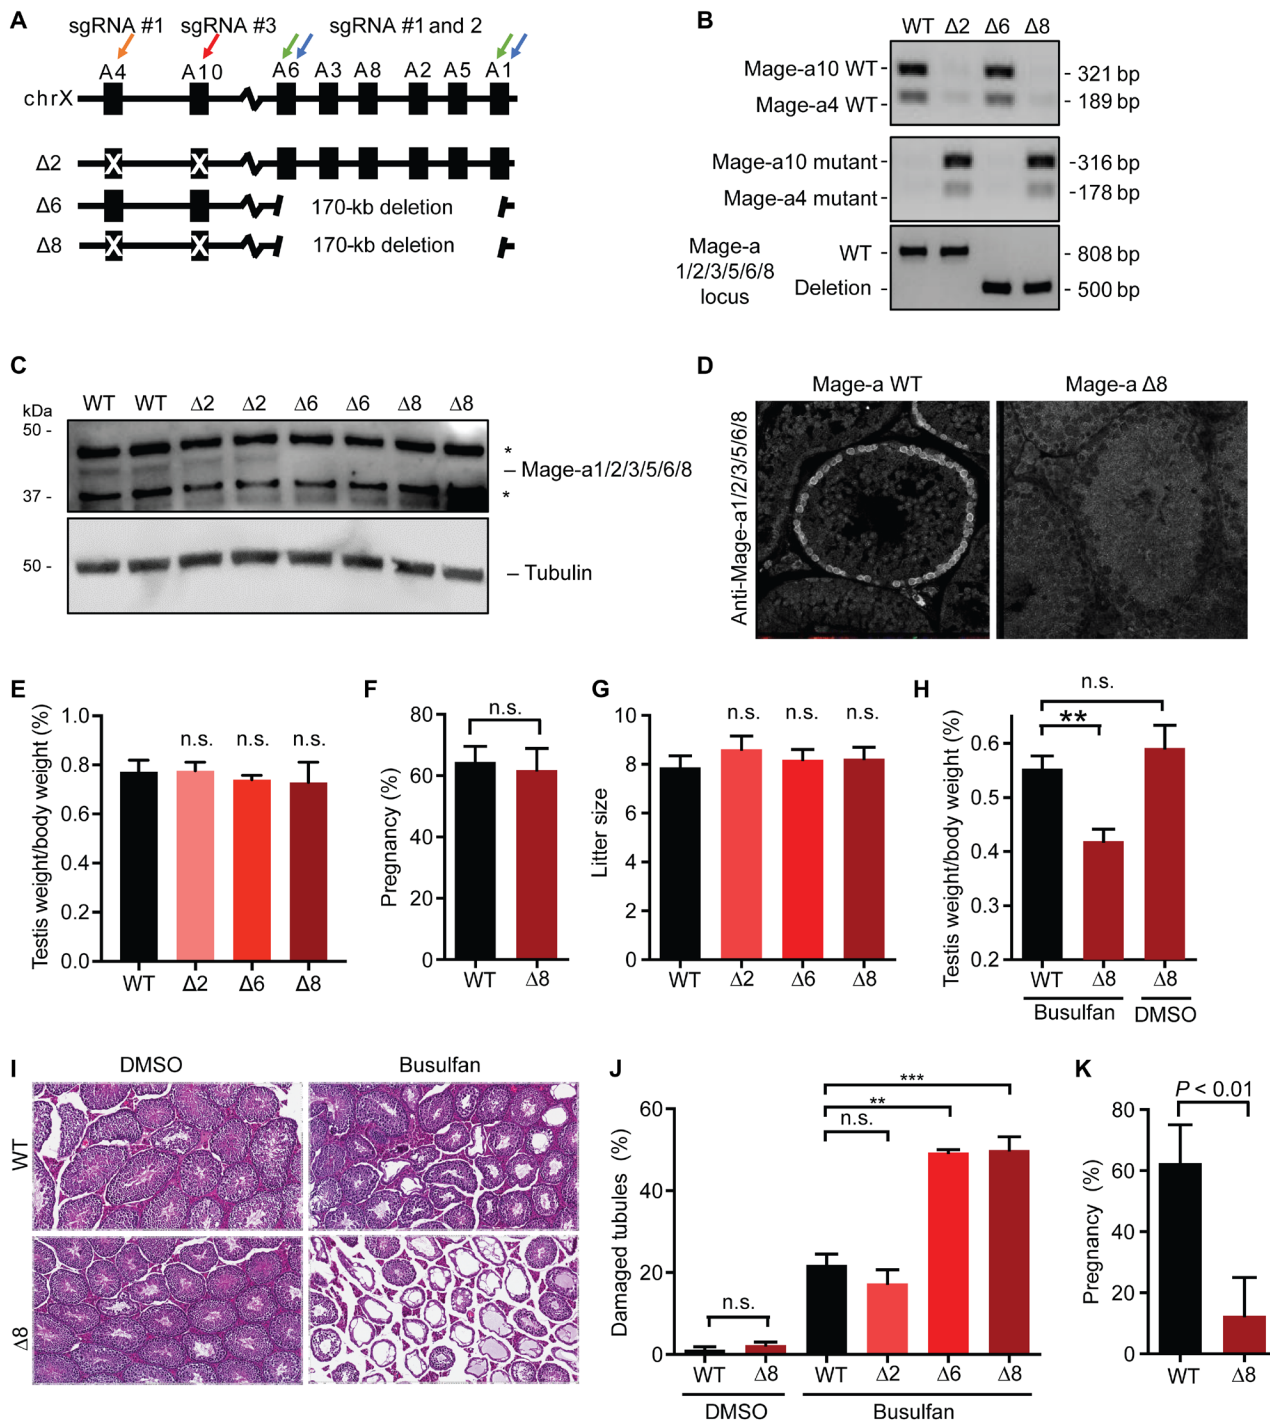 A
sgRNA #1 sgRNA #3 sgRNA #1 and 2
A4 A10 A6 A3 A8 A2 A5 A1
chrX
Δ2 X X
Δ6 170-kb deletion
Δ8 X X 170-kb deletion
B
WT Δ2 Δ6 Δ8
Mage-a10 WT - 321 bp
Mage-a4 WT - - 189 bp
Mage-a10 mutant - -316 bp
Mage-a4 mutant -178 bp
Mage-a 1/2/3/5/6/8 locus
WT - - 808 bp
Deletion - - 500 bp
C
WT WT Δ2 Δ2 Δ6 Δ6 Δ8 Δ8
kDa
50 -
*
– Mage-a1/2/3/5/6/8
37 - *
50 - – Tubulin
D
Mage-a WT Mage-a Δ8
Anti-Mage-a1/2/3/5/6/8
E
Testis weight/body weight (%)
1.0
0.8
0.6
0.4
0.2
0.0
n.s. n.s. n.s.
WT Δ2 Δ6 Δ8
F
Pregnancy (%)
80
60
40
20
0
n.s.
WT Δ8
G
Litter size
10
8
6
4
2
0
n.s. n.s. n.s.
WT Δ2 Δ6 Δ8
H
Testis weight/body weight (%)
0.6
0.5
0.4
0.3
0.2
n.s.
**
WT Δ8 Δ8
Busulfan DMSO
I
DMSO Busulfan
WT
Δ8
J
Damaged tubules (%)
60
40
20
0
***
**
n.s.
n.s.
WT Δ8 WT Δ2 Δ6 Δ8
DMSO Busulfan
K
Pregnancy (%)
80
60
40
20
0
P < 0.01
WT Δ8